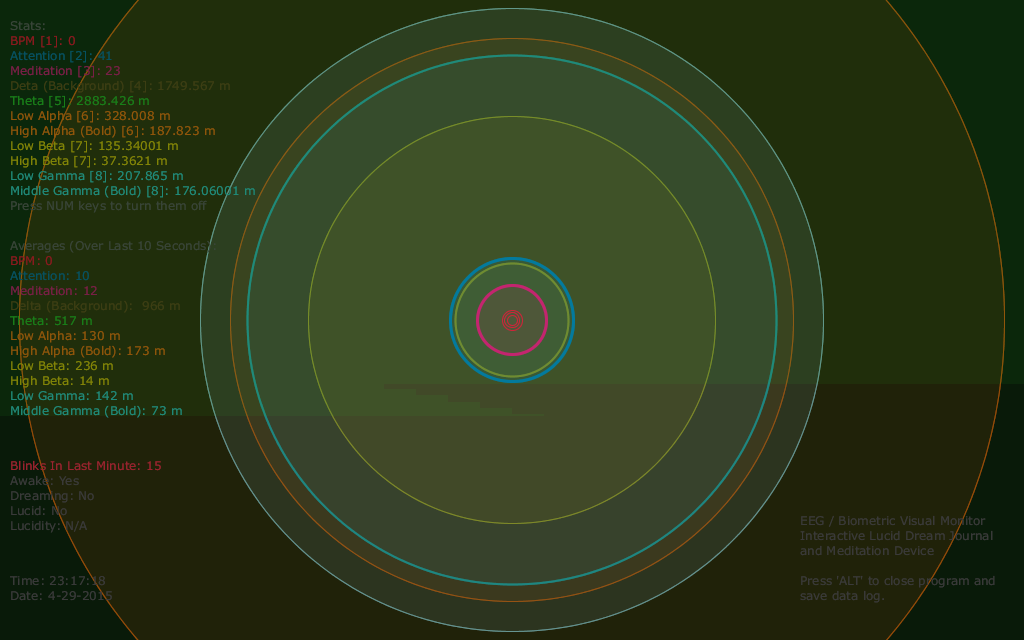 Stats:
BPM [1]: 0
Attention [2]: 41
Meditation [3]: 23
Deta (Background) [4]: 1749.567 m
Theta [5]: 2883.426 m
Low Alpha [6]: 328.008 m
High Alpha (Bold) [6]: 187.823 m
Low Beta [7]: 135.34001 m
High Beta [7]: 37.3621 m
Low Gamma [8]: 207.865 m
Middle Gamma (Bold) [8]: 176.06001 m
Press NUM keys to turn them off
Averages (Over Last 10 Seconds):
BPM: 0
Attention: 10
Meditation: 12
Delta (Background): 966 m
Theta: 517 m
Low Alpha: 130 m
High Alpha (Bold): 173 m
Low Beta: 236 m
High Beta: 14 m
Low Gamma: 142 m
Middle Gamma (Bold): 73 m
Blinks In Last Minute: 15
Awake: Yes
Dreaming: No
Lucid: No
Lucidity: N/A
Time: 23:17:18
Date: 4-29-2015
EEG / Biometric Visual Monitor
Interactive Lucid Dream Journal
and Meditation Device
Press 'ALT' to close program and
save data log.